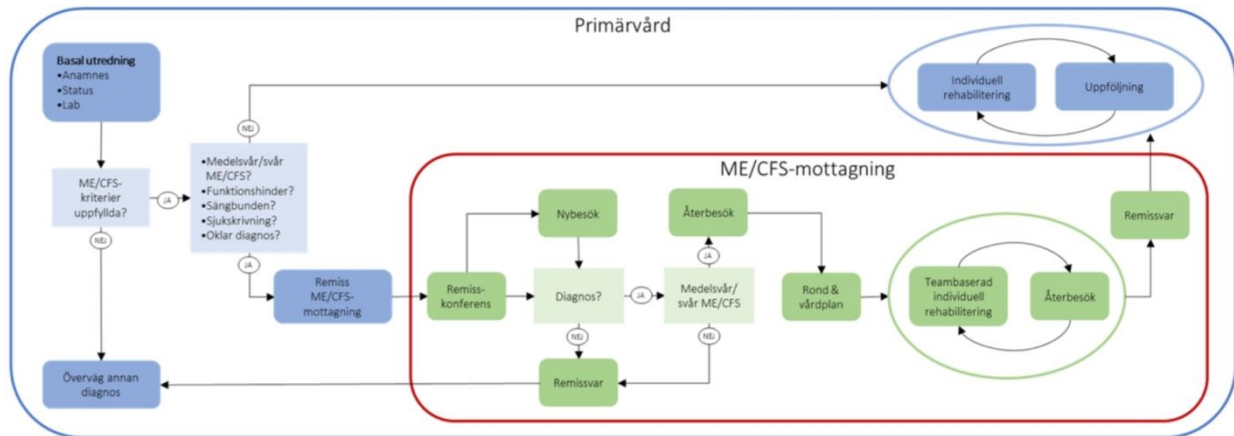 Primärvård
Basal utredning
•Anamnes
•Status
•Lab
ME/CFS-
kriterier
uppfyllda?
JA
NEJ
NEJ
•Medelsvår/svår
ME/CFS?
•Funktionshinder?
•Sängbunden?
•Sjukskrivning?
•Oklar diagnos?
JA
Remiss
ME/CFS-
mottagning
Överväg annan
diagnos
Individuell
rehabilitering
Uppföljning
ME/CFS-mottagning
Remiss-
konferens
Nybesök
Diagnos?
JA
NEJ
Remissvar
Återbesök
JA
Medelsvår/
svår ME/CFS
NEJ
Rond &
vårdplan
Teambaserad
individuell
rehabilitering
Återbesök
Remissvar